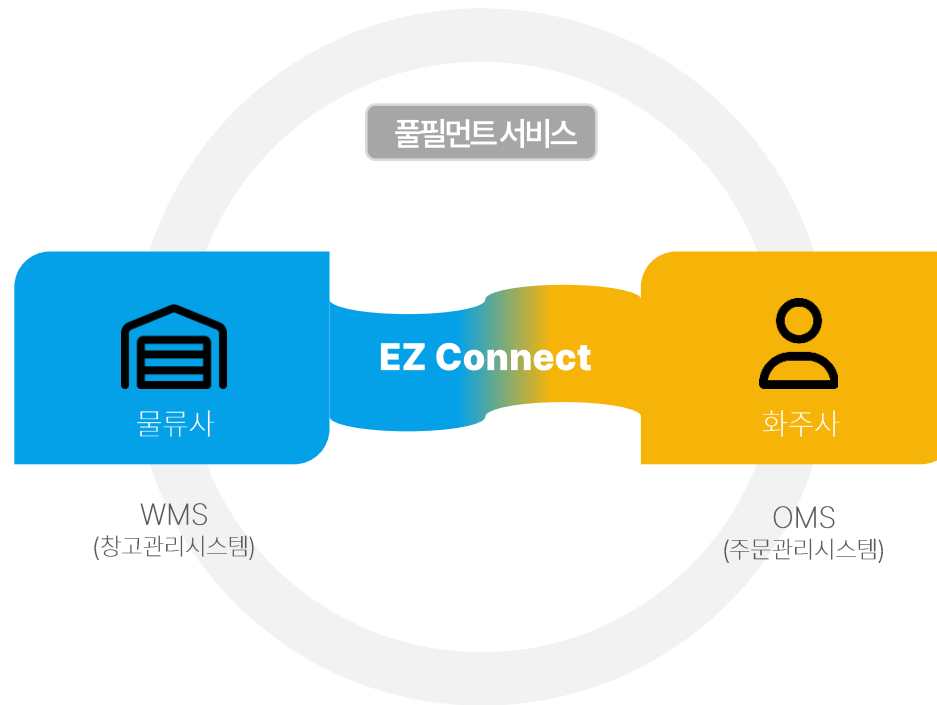 풀필먼트 서비스
EZ Connect
물류사
화주사
WMS
(창고관리시스템)
OMS
(주문관리시스템)